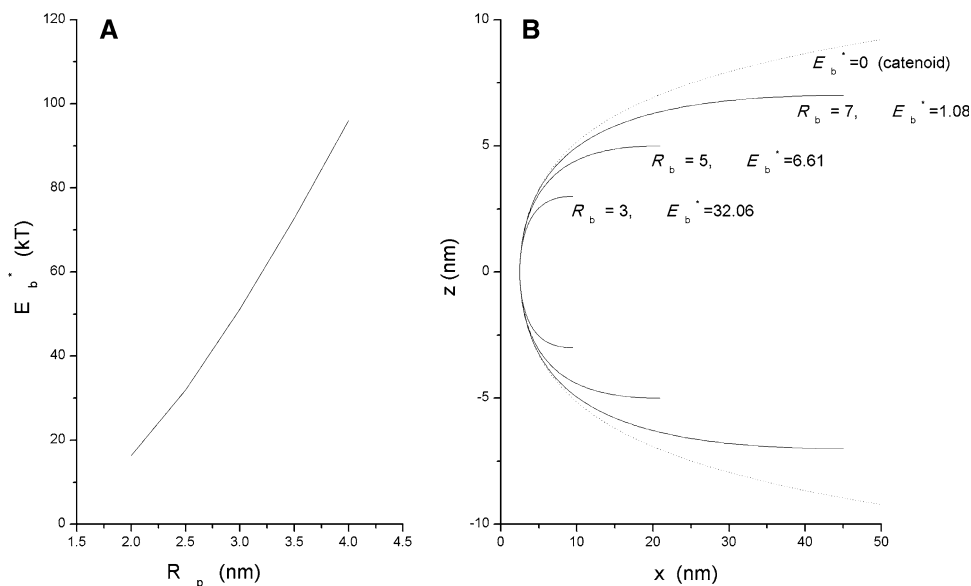 A
120
100
80
60
40
20
0
E b * (kT)
1.5 2.0 2.5 3.0 3.5 4.0 4.5
R p (nm)
B
10
5
0
-5
-10
z (nm)
E b * =0 (catenoid)
R b = 7, E b * =1.08
R b = 5, E b * =6.61
R b = 3, E b * =32.06
0 10 20 30 40 50
x (nm)